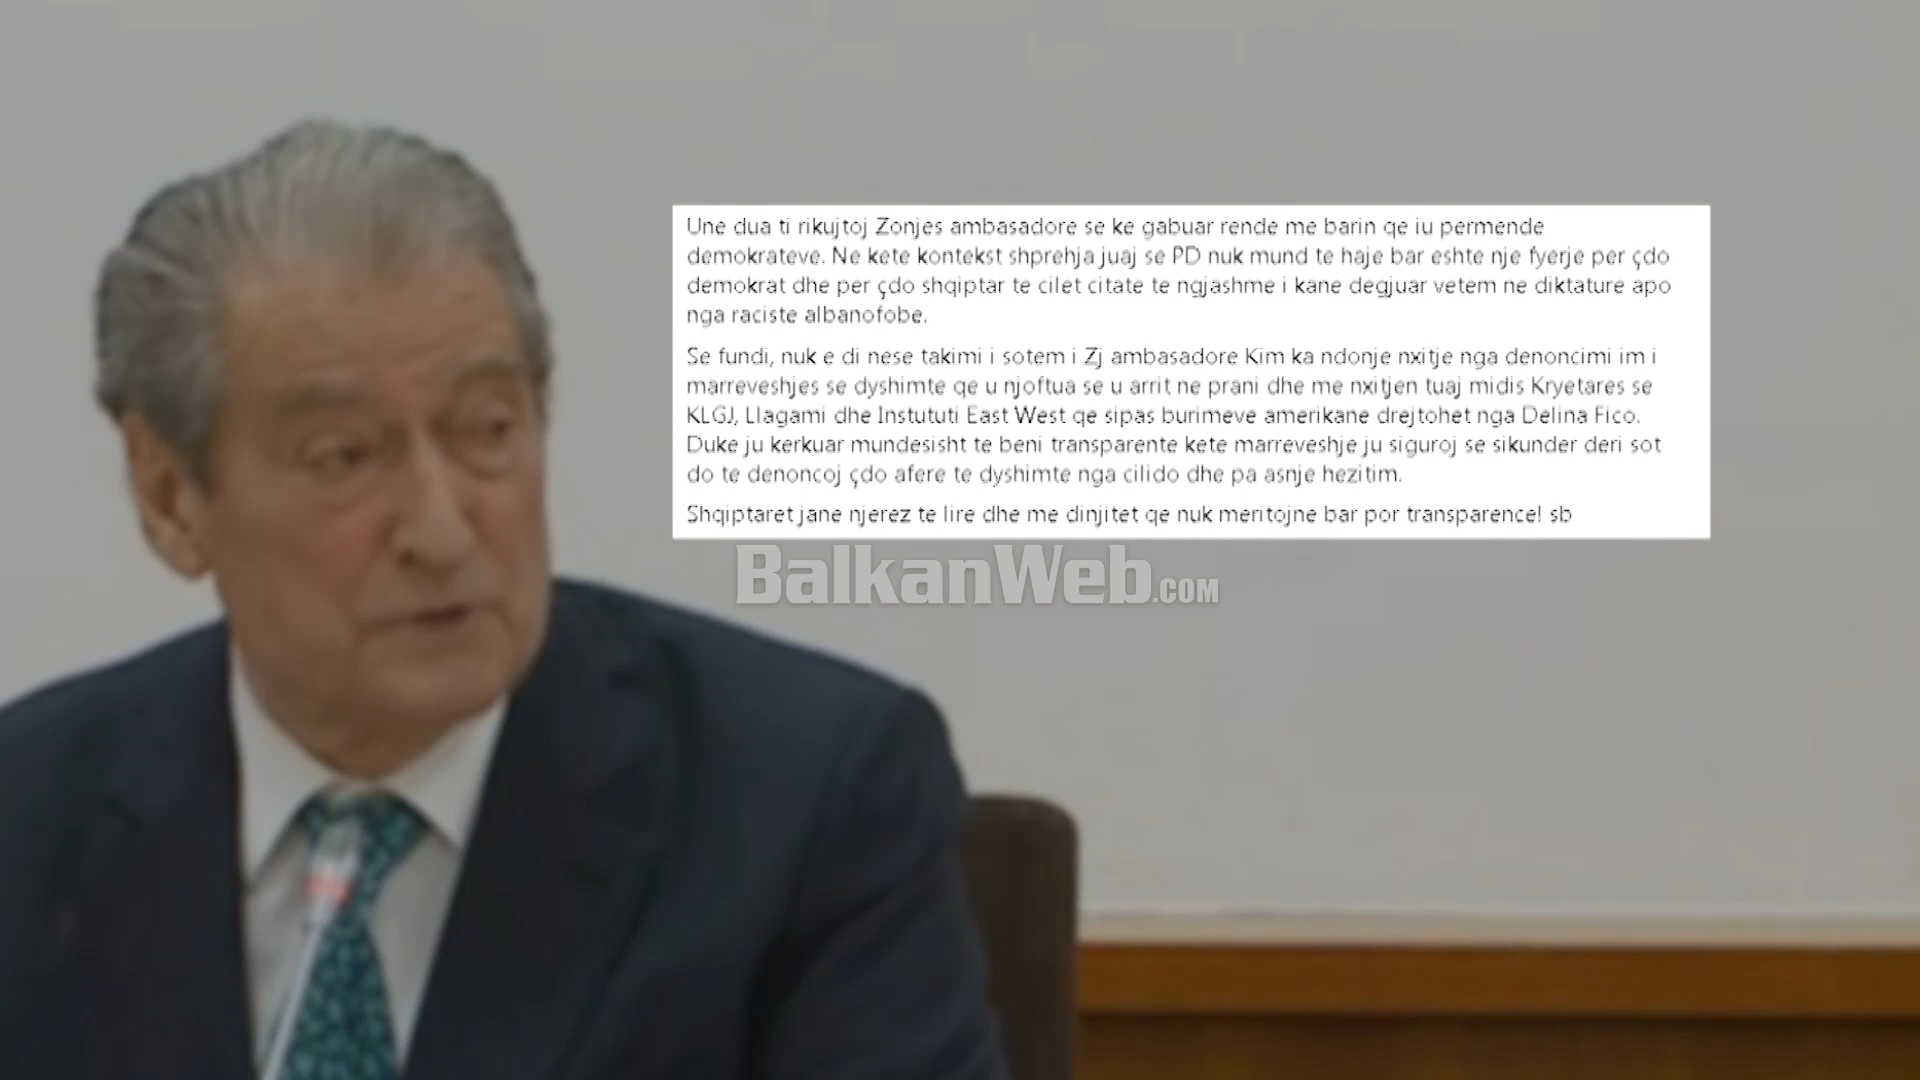 Une dua ti rikujtoj Zonjes ambasadore se ke gabuar rende me barin qe iu permende
demokrateve. Ne kete kontekst shprehja juaj se PD nuk mund te haje bar eshte nje fyerje per çdo
demokrat dhe per çdo shqiptar te cilet citate te ngjashme i kane degjuar vetem ne diktature apo
nga raciste albanofobe.
Se fundi, nuk e di nese takimi i sotem i Zj ambasadore Kim ka ndonje nxitje nga denoncimi im i
marreveshjes se dyshimte qe u njoftua se u arrit ne prani dhe me nxitjen tuaj midis Kryetares se
KLGJ, Llagami dhe Instututi East West qe sipas burimeve amerikane drejtohet nga Delina Fico.
Duke ju kerkuar mundesisht te beni transparente kete marreveshje ju siguroj se sikunder deri sot
do te denoncoj çdo afere te dyshimte nga cilido dhe pa asnje hezitim.
Shqiptaret jane njerez te lire dhe me dinjitet qe nuk meritojne bar por transparence! sb
BalkanWeb.COM